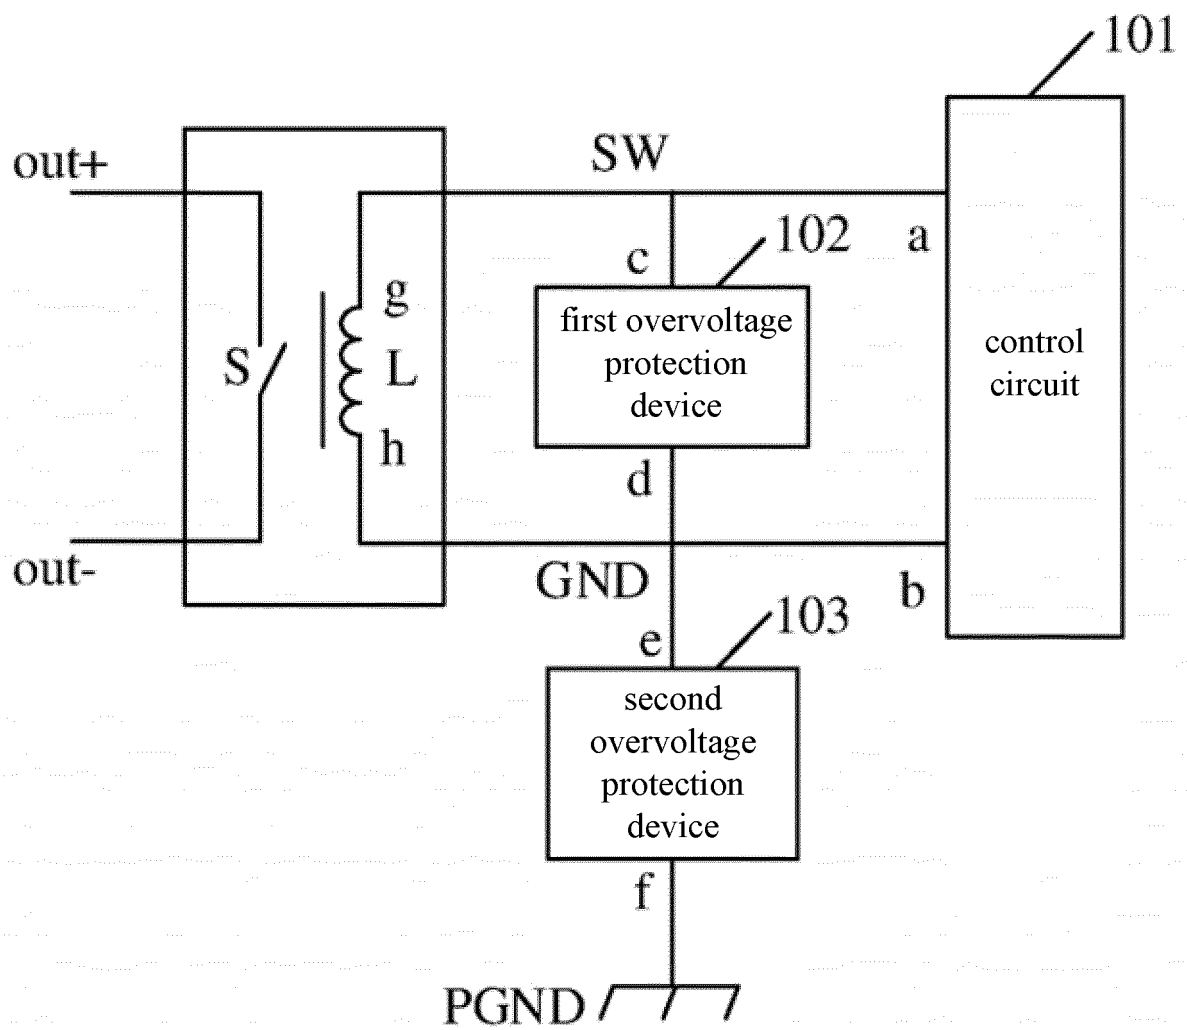 101
out+
SW
102
a
c
g
first overvoltage
protection
device
S
L
control
circuit
h
d
out-
GND
b
103
e
second
overvoltage
protection
device
f
PGND